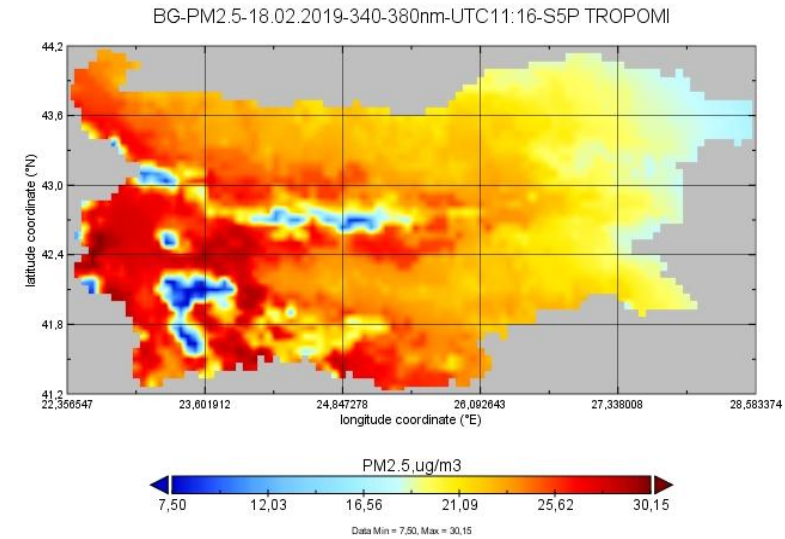 BG-PM2.5-18.02.2019-340-380nm-UTC11:16-S5P TROPOMI
44,2
43,6
43,0
42,4
41,8
41,2
latitude coordinate (°N)
22,356547 23,601912 24,847278 26,092643 27,338008 28,583374
longitude coordinate (°E)
PM2.5,ug/m3
7,50 12,03 16,56 21,09 25,62 30,15
Data Min = 7,50, Max = 30,15